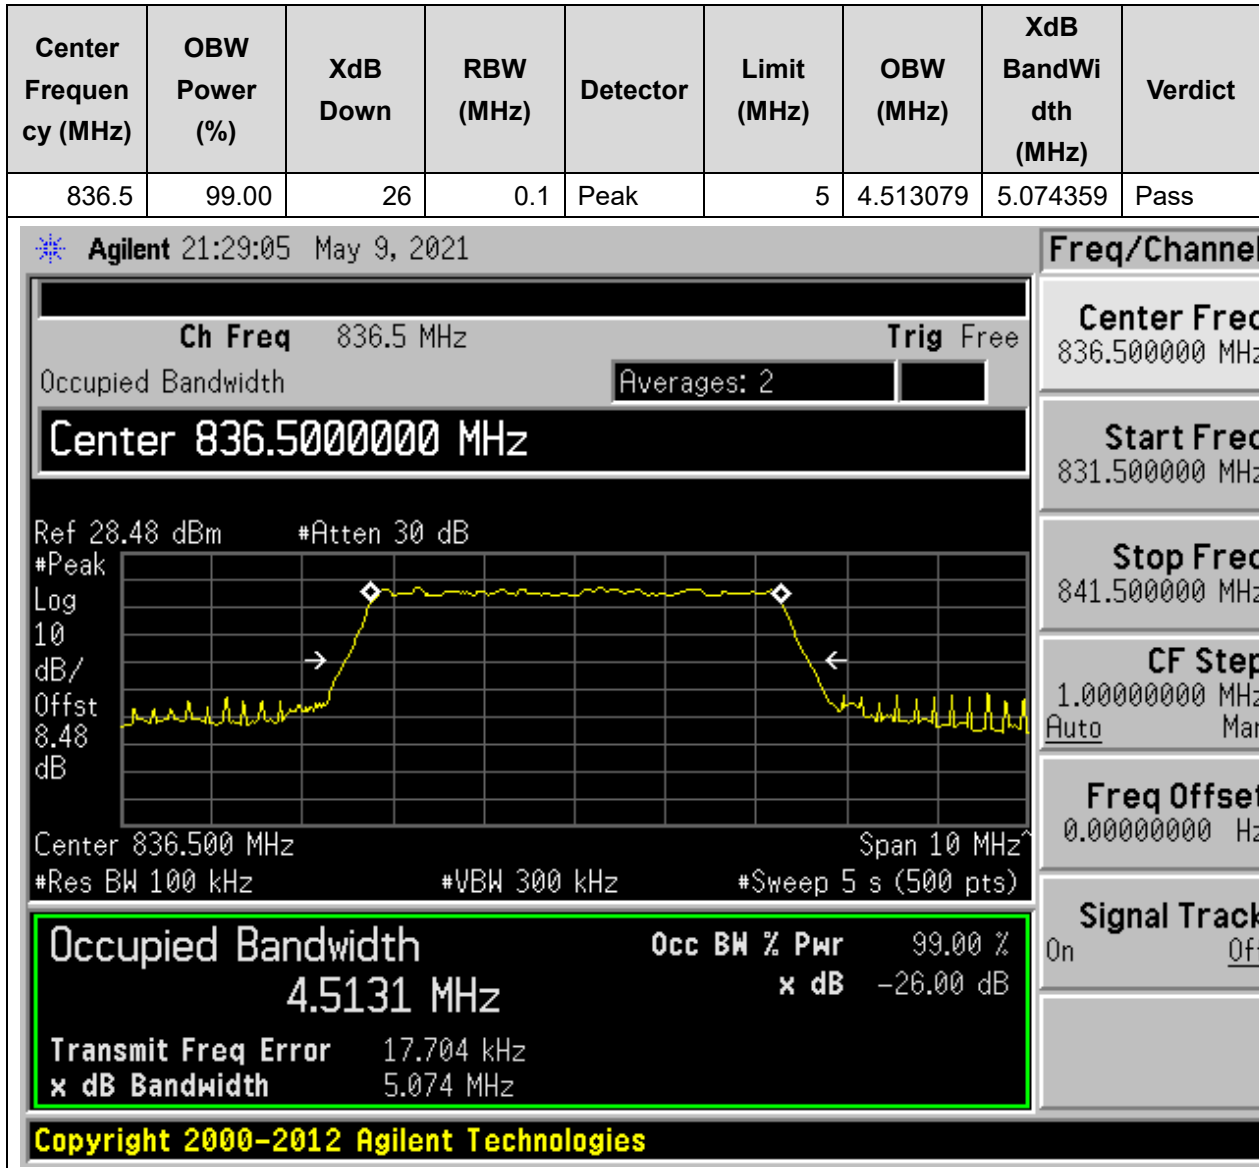 Center Frequen cy (MHz) OBW Power (%) XdB Down RBW (MHz) Detector Limit (MHz) OBW (MHz) XdB BandWi dth (MHz) Verdict
836.5 99.00 26 0.1 Peak 5 4.513079 5.074359 Pass
Agilent 21:29:05 May 9, 2021
Freq/Channel
Ch Freq 836.5 MHz Trig Free
Occupied Bandwidth Averages: 2
Center 836.5000000 MHz
Ref 28.48 dBm #Atten 30 dB
#Peak
Log
10
dB/
Offst
8.48
dB
Center 836.500 MHz Span 10 MHz^
#Res BW 100 kHz #VBW 300 kHz #Sweep 5 s (500 pts)
Occupied Bandwidth Occ BW % Pwr 99.00 %
4.5131 MHz x dB -26.00 dB
Transmit Freq Error 17.704 kHz
x dB Bandwidth 5.074 MHz
Copyright 2000-2012 Agilent Technologies
Center Freq
836.500000 MHz
Start Freq
831.500000 MHz
Stop Freq
841.500000 MHz
CF Step
1.00000000 MHz
Auto Man
Freq Offset
0.00000000 Hz
Signal Track
On Off